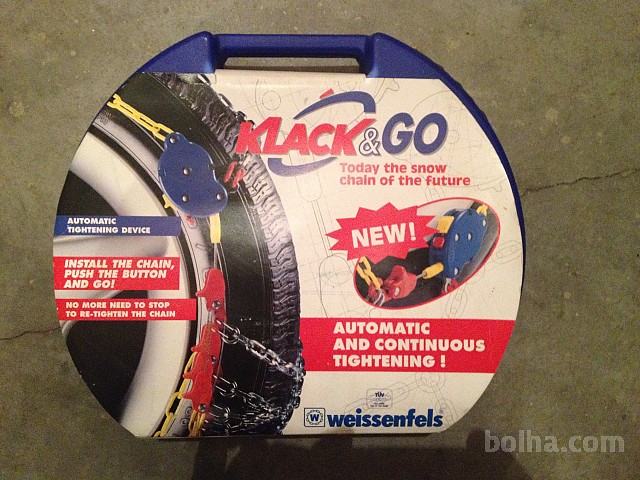 KLACK & GO
Today the snow
chain of the future
AUTOMATIC
TIGHTENING DEVICE
NEW!
INSTALL THE CHAIN,
PUSH THE BUTTON
AND GO!
NO MORE NEED TO STOP
TO RE-TIGHTEN THE CHAIN
AUTOMATIC
AND CONTINUOUS
TIGHTENING!
TÜV
W weissenfels
bolha.com